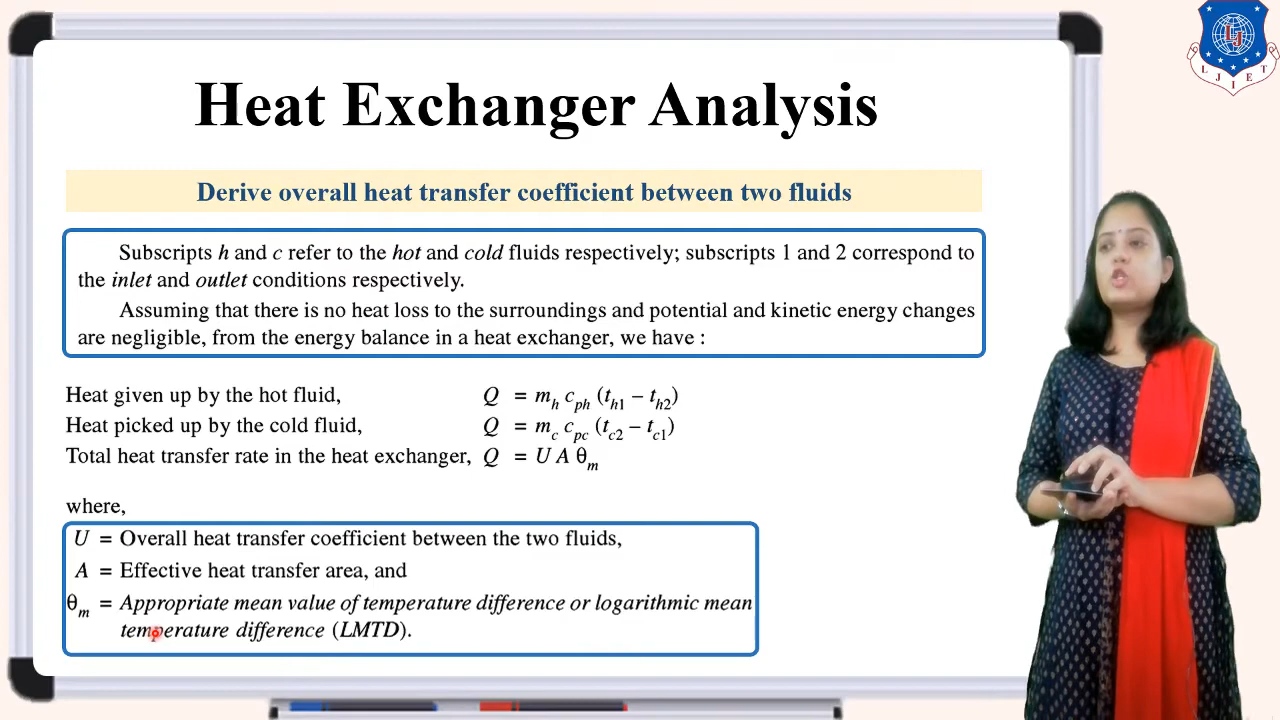 Heat Exchanger Analysis
Derive overall heat transfer coefficient between two fluids
Subscripts h and c refer to the hot and cold fluids respectively; subscripts 1 and 2 correspond to
the inlet and outlet conditions respectively.
Assuming that there is no heat loss to the surroundings and potential and kinetic energy changes
are negligible, from the energy balance in a heat exchanger, we have :
Heat given up by the hot fluid, Q = m_h c_ph (t_h1 – t_h2)
Heat picked up by the cold fluid, Q = m_c c_pc (t_c2 – t_c1)
Total heat transfer rate in the heat exchanger, Q = U A θ_m
where,
U = Overall heat transfer coefficient between the two fluids,
A = Effective heat transfer area, and
θ_m = Appropriate mean value of temperature difference or logarithmic mean
temperature difference (LMTD).
LJ
L J I E T